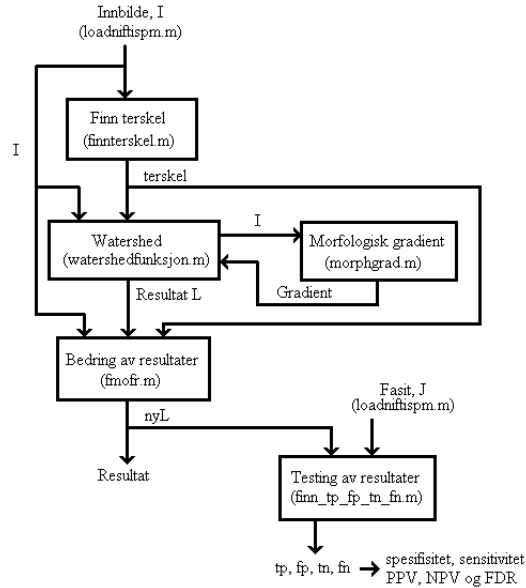 Innbilde, I
(loadniftispm.m)
Finn terskel
(finnterskel.m)
I
terskel
Watershed
(watershedfunksjon.m)
I
Morfologisk gradient
(morphgrad.m)
Gradient
Resultat L
Bedring av resultater
(fmofr.m)
nyL
Fasit, J
(loadniftispm.m)
Resultat
Testing av resultater
(finn_tp_fp_tn_fn.m)
tp, fp, tn, fn
spesifisitet, sensitivitet
PPV, NPV og FDR